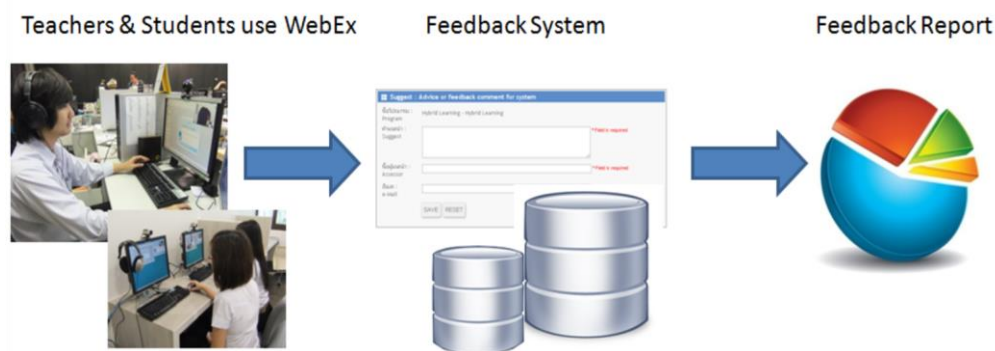 Teachers & Students use WebEx
Feedback System
Feedback Report
Suggest : Advice or feedback comment for system
Program
Hybrid Learning - Hybrid Learning
Suggest
**Field is required
**Field is required
Assessor
e-mail
SAVE RESET